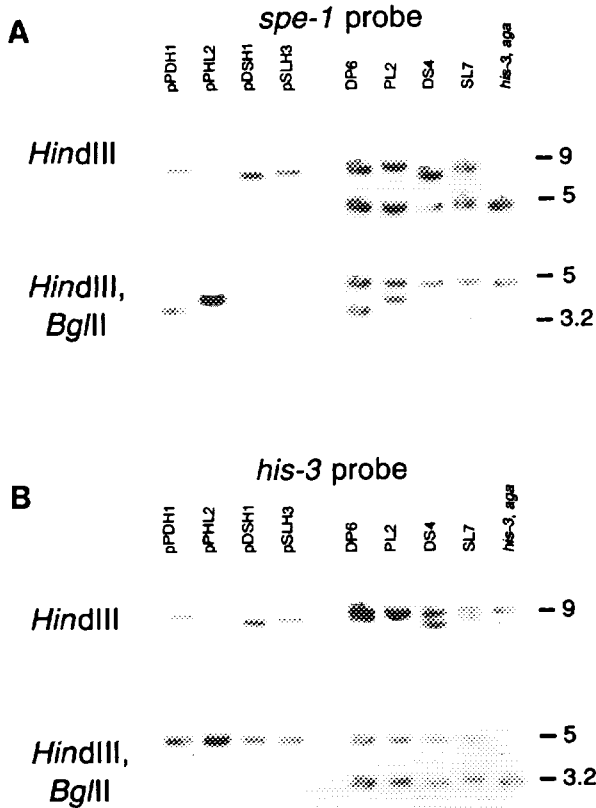 A
spe-1 probe
pPDH1 pPHL2 pDSH1 pSLH3 DP6 PL2 DS4 SL7 his-3, aga
HindIII
– 9
– 5
HindIII,
BglII
– 5
– 3.2
his-3 probe
B
pPDH1 pPHL2 pDSH1 pSLH3 DP6 PL2 DS4 SL7 his-3, aga
HindIII
– 9
HindIII,
BglII
– 5
– 3.2